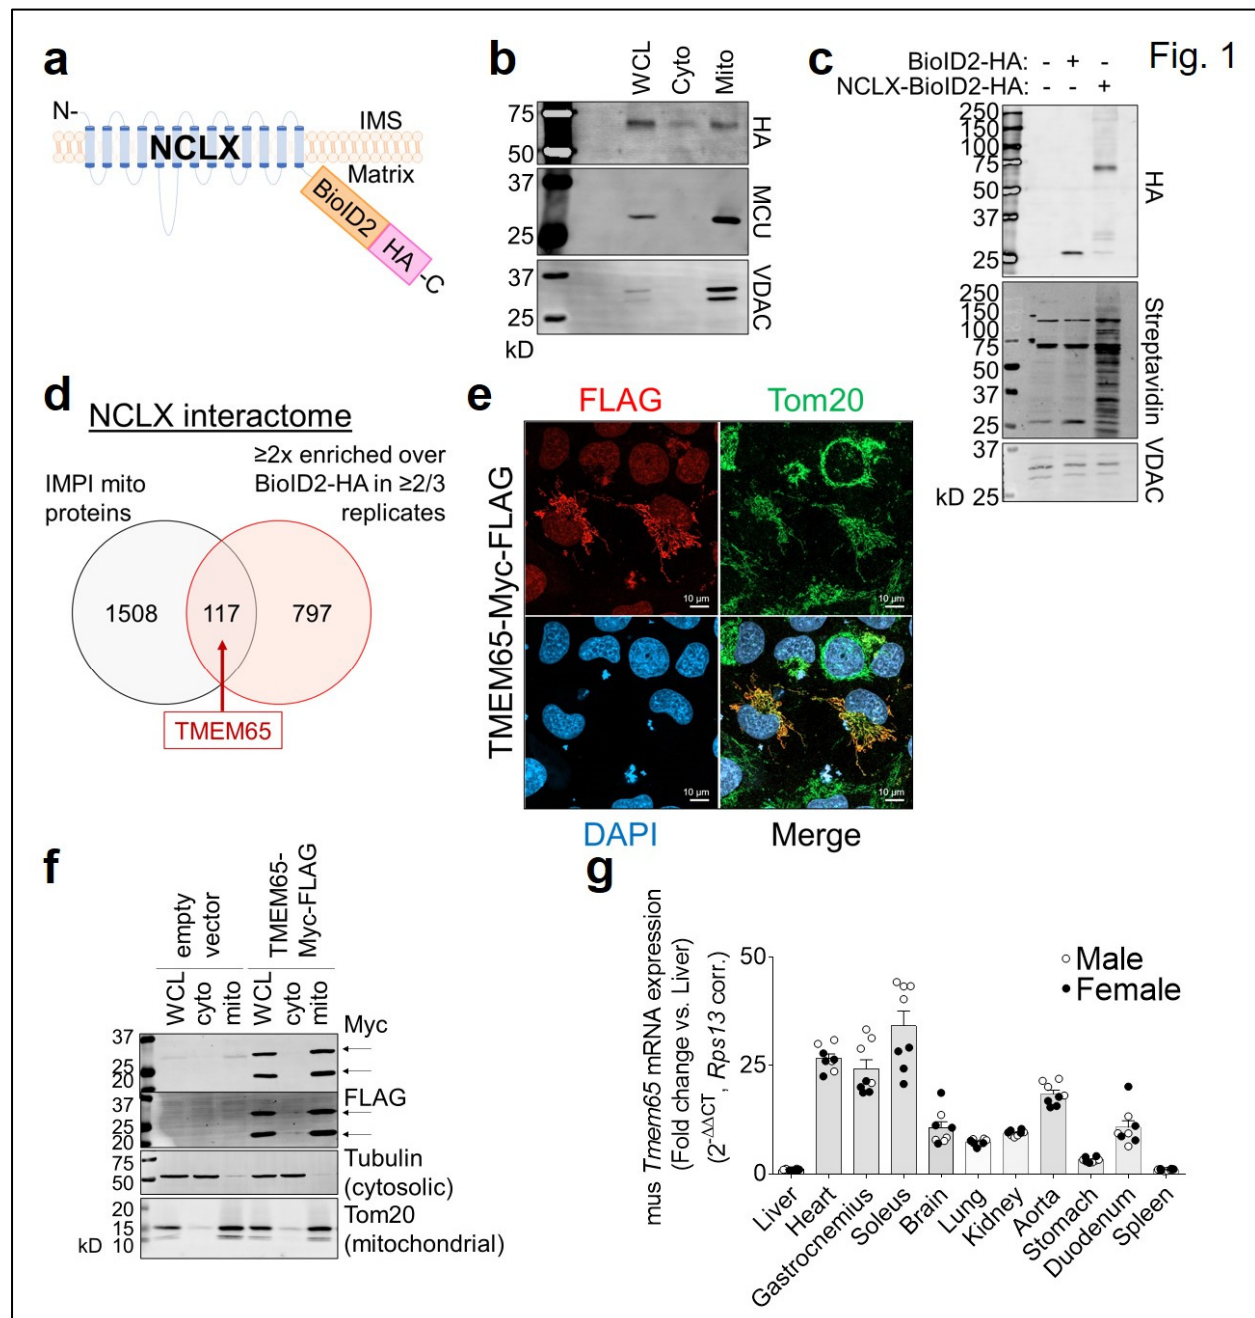 Fig. 1
a
N-
NCLX
IMS
Matrix
BioID2
HA
-C
b
WCL
Cyto
Mito
75
50
HA
37
25
MCU
37
25
VDAC
kD
c
BioID2-HA: - + -
NCLX-BioID2-HA: - - +
250
150
100
75
50
37
25
HA
250
150
100
75
50
37
25
Streptavidin
37
25
VDAC
kD
d
NCLX interactome
≥2x enriched over
BioID2-HA in ≥2/3
replicates
IMPI mito
proteins
1508
117
797
TMEM65
e
FLAG
Tom20
TMEM65-Myc-FLAG
10 µm
10 µm
10 µm
10 µm
DAPI
Merge
f
empty
vector
TMEM65-
Myc-FLAG
WCL
cyto
mito
WCL
cyto
mito
37
25
20
Myc
37
25
20
FLAG
75
50
Tubulin
(cytosolic)
20
15
10
Tom20
(mitochondrial)
kD
g
mus Tmem65 mRNA expression
(Fold change vs. Liver)
(2-ΔΔCT, Rps13 corr.)
50
25
0
Male
Female
Liver
Heart
Gastrocnemius
Soleus
Brain
Lung
Kidney
Aorta
Stomach
Duodenum
Spleen